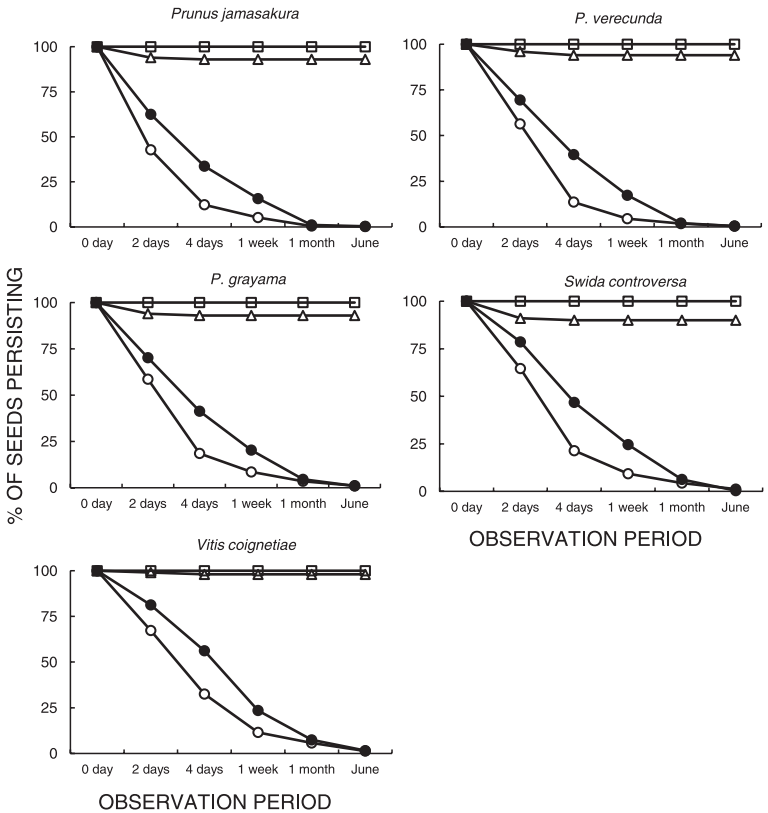 Prunus jamasakura
100
75
50
25
0
0 day 2 days 4 days 1 week 1 month June
P. verecunda
100
75
50
25
0
0 day 2 days 4 days 1 week 1 month June
% OF SEEDS PERSISTING
P. grayama
100
75
50
25
0
0 day 2 days 4 days 1 week 1 month June
Swida controversa
100
75
50
25
0
0 day 2 days 4 days 1 week 1 month June
OBSERVATION PERIOD
Vitis coignetiae
100
75
50
25
0
0 day 2 days 4 days 1 week 1 month June
OBSERVATION PERIOD